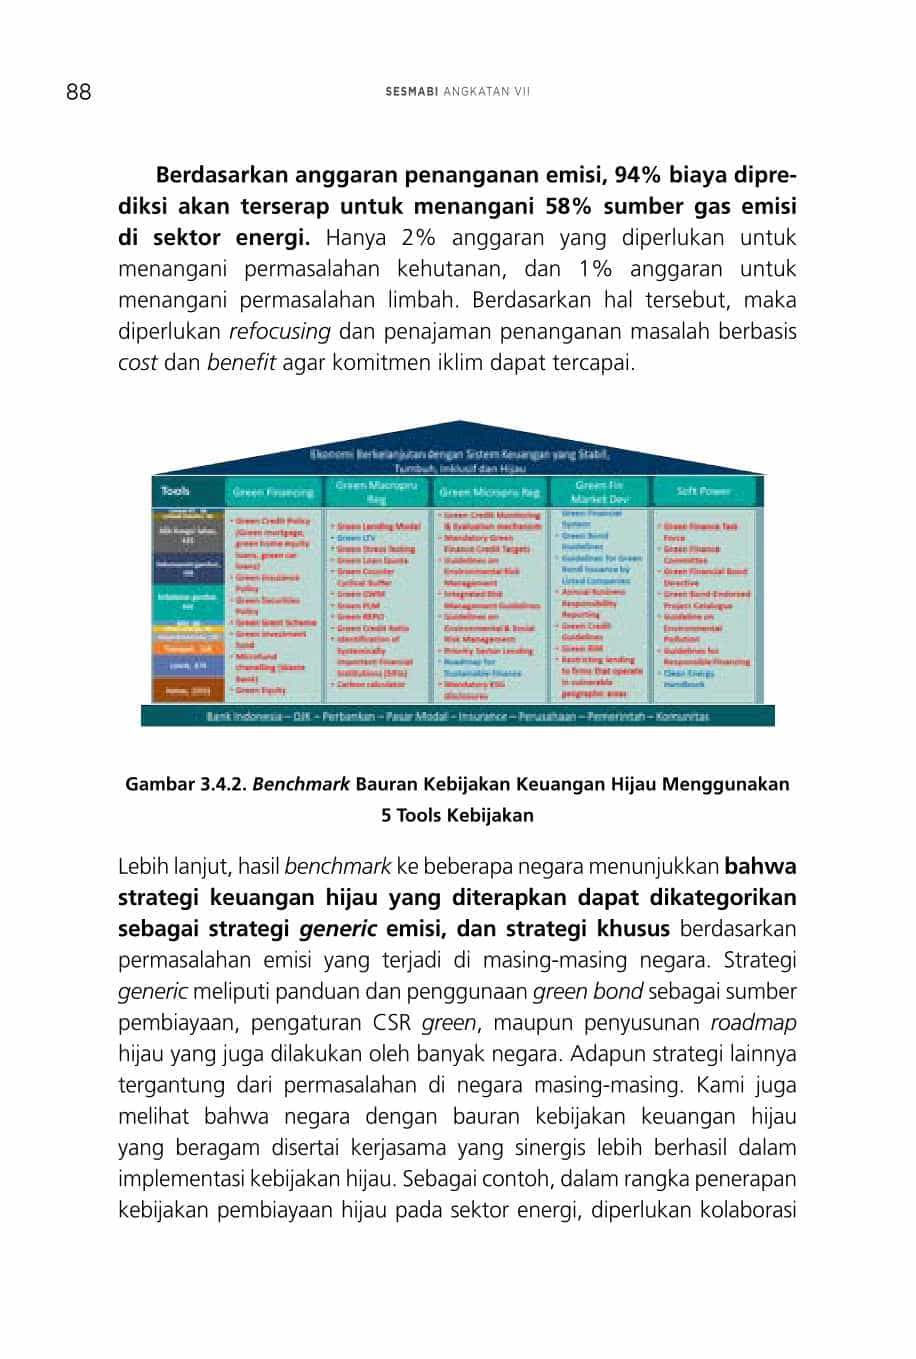 88
SESMABI ANGKATAN VII
Berdasarkan anggaran penanganan emisi, 94% biaya dipre-
diksi akan terserap untuk menangani 58% sumber gas emisi
di sektor energi. Hanya 2% anggaran yang diperlukan untuk
menangani permasalahan kehutanan, dan 1% anggaran untuk
menangani permasalahan limbah. Berdasarkan hal tersebut, maka
diperlukan refocusing dan penajaman penanganan masalah berbasis
cost dan benefit agar komitmen iklim dapat tercapai.
Ekonomi Berkelanjutan dengan Sistem Keuangan yang Stabil,
Tumbuh, Inklusif dan Hijau
Tools
Green Financing
• Green Credit Policy
(Green mortgage,
green home equity
loans, green car
loans)
• Green Insurance
Policy
• Green Securities
Policy
• Green Grant Scheme
• Green Investment
fund
• Microfund
channelling (Waste
Bank)
• Green Equity
Green Macropru
Reg
• Green Lending Modal
• Green LTV
• Green Stress Testing
• Green Loan Quota
• Green Counter
Cyclical Buffer
• Green GWM
• Green PLM
• Green REPO
• Green Credit Ratio
• Identification of
Systemically
Important Financial
Institutions (SIFIs)
• Carbon calculator
Green Micropru Reg
• Green Credit Monitoring
& Evaluation mechanism
• Mandatory Green
Finance Credit Targets
• Guidelines on
Environmental Risk
Management
• Integrated Risk
Management Guidelines
• Guidelines on
Environmental & Social
Risk Management
• Priority Sector Lending
• Roadmap for
Sustainable Finance
• Mandatory ESG
disclosures
Green Fin
Market Dev
Green Financial
System
• Green Bond
Guidelines
• Guidelines for Green
Bond Issuance by
Listed Companies
• Annual Business
Responsibility
Reporting
• Green Credit
Guidelines
• Green RIM
• Restricting lending
to firms that operate
in vulnerable
geographic areas
Soft Power
• Green Finance Task
Force
• Green Finance
Committee
• Green Financial Bond
Directive
• Green Bond-Endorsed
Project Catalogue
• Guideline on
Environmental
Pollution
• Guidelines for
Responsible Financing
• Clean Energy
Handbook
Bank Indonesia – OJK – Perbankan – Pasar Modal – Insurance – Perusahaan – Pemerintah – Komunitas
Gambar 3.4.2. Benchmark Bauran Kebijakan Keuangan Hijau Menggunakan
5 Tools Kebijakan
Lebih lanjut, hasil benchmark ke beberapa negara menunjukkan bahwa
strategi keuangan hijau yang diterapkan dapat dikategorikan
sebagai strategi generic emisi, dan strategi khusus berdasarkan
permasalahan emisi yang terjadi di masing-masing negara. Strategi
generic meliputi panduan dan penggunaan green bond sebagai sumber
pembiayaan, pengaturan CSR green, maupun penyusunan roadmap
hijau yang juga dilakukan oleh banyak negara. Adapun strategi lainnya
tergantung dari permasalahan di negara masing-masing. Kami juga
melihat bahwa negara dengan bauran kebijakan keuangan hijau
yang beragam disertai kerjasama yang sinergis lebih berhasil dalam
implementasi kebijakan hijau. Sebagai contoh, dalam rangka penerapan
kebijakan pembiayaan hijau pada sektor energi, diperlukan kolaborasi